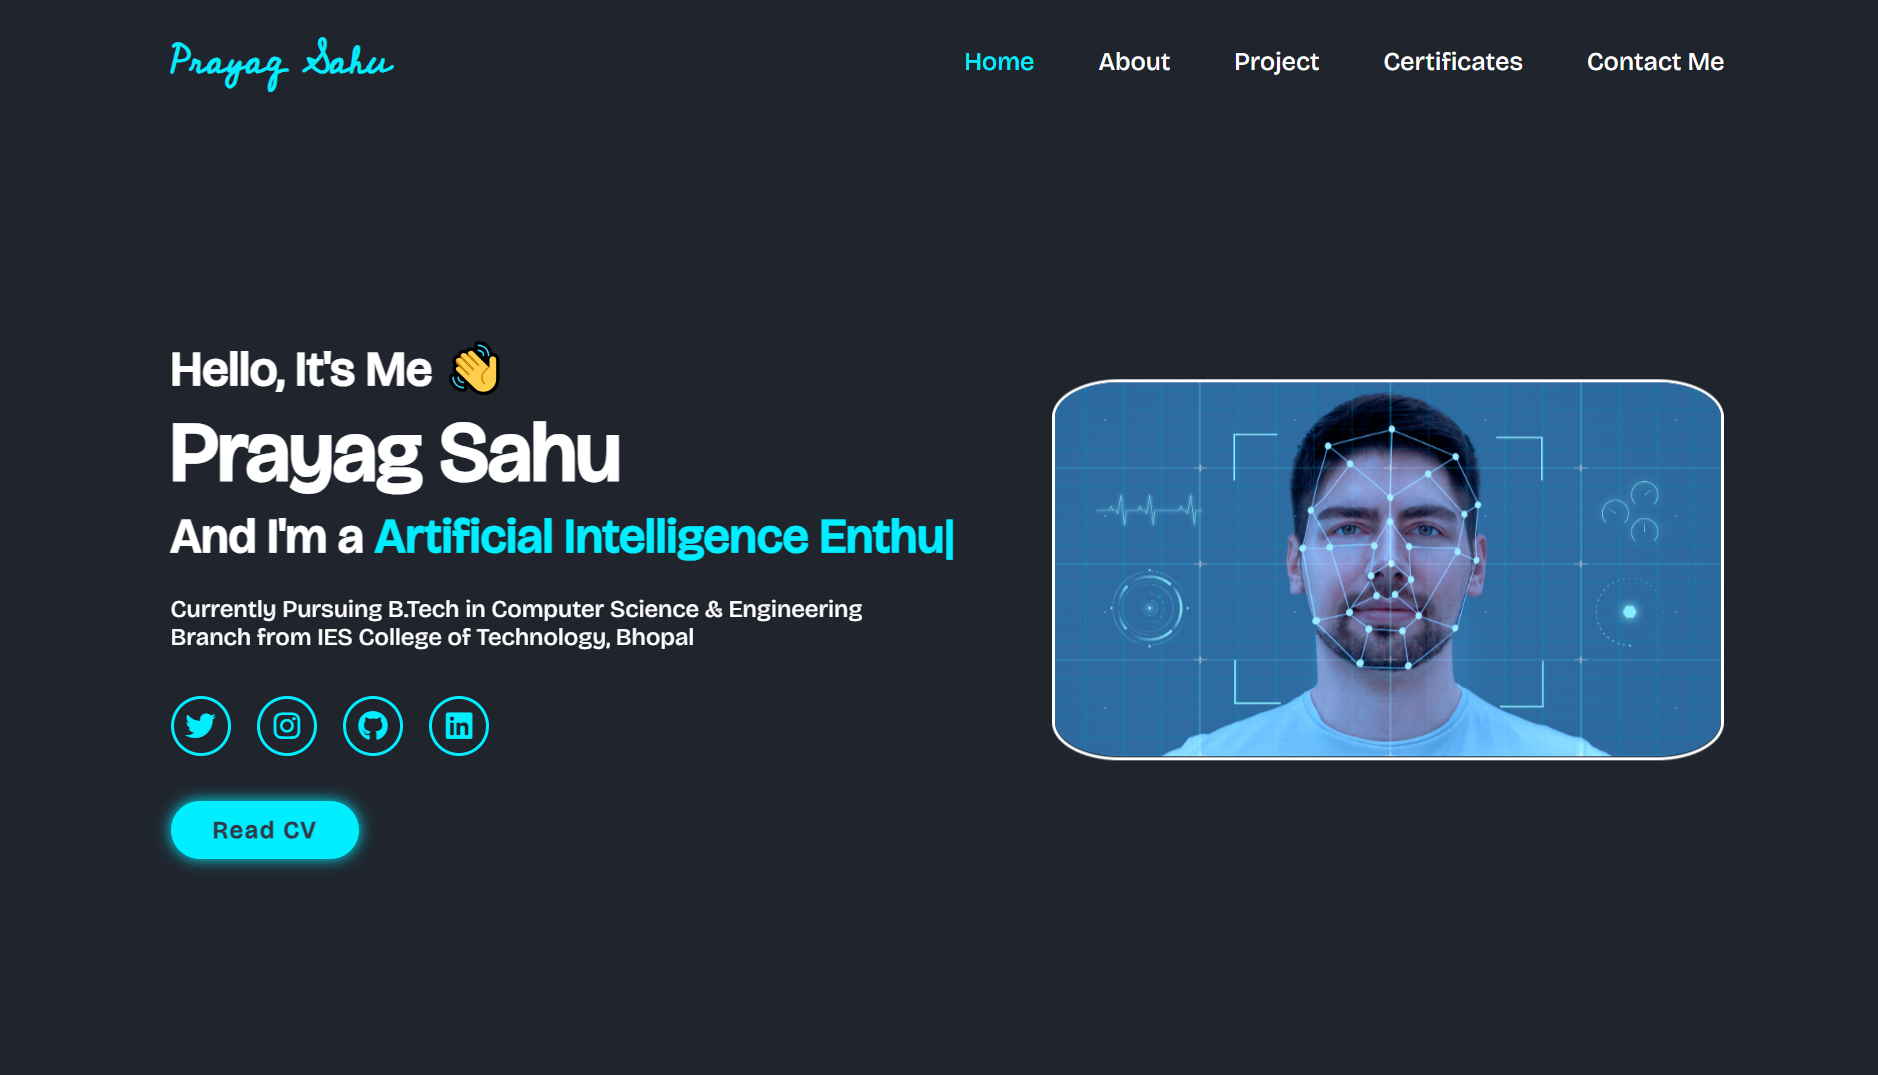 Prayag Sahu
Home About Project Certificates Contact Me
Hello, It's Me
Prayag Sahu
And I'm a Artificial Intelligence Enthu|
Currently Pursuing B.Tech in Computer Science & Engineering
Branch from IES College of Technology, Bhopal
in
Read CV